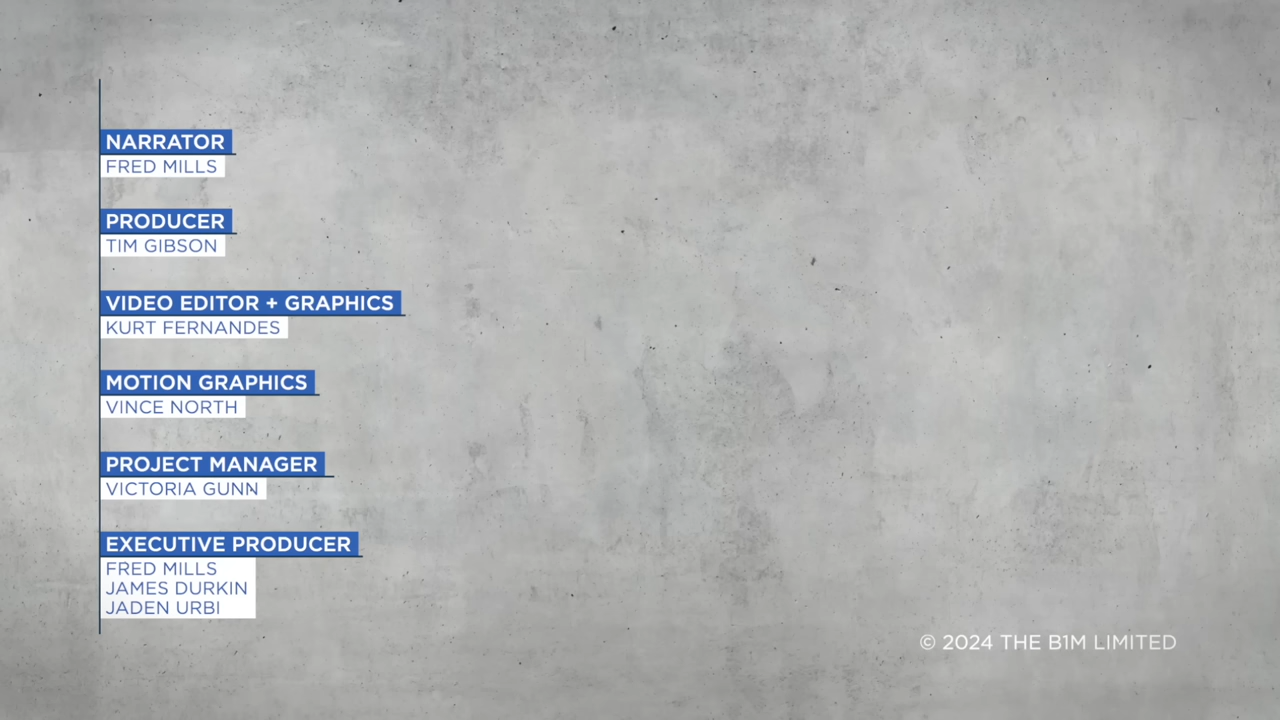 NARRATOR
FRED MILLS
PRODUCER
TIM GIBSON
VIDEO EDITOR + GRAPHICS
KURT FERNANDES
MOTION GRAPHICS
VINCE NORTH
PROJECT MANAGER
VICTORIA GUNN
EXECUTIVE PRODUCER
FRED MILLS
JAMES DURKIN
JADEN URBI
© 2024 THE B1M LIMITED